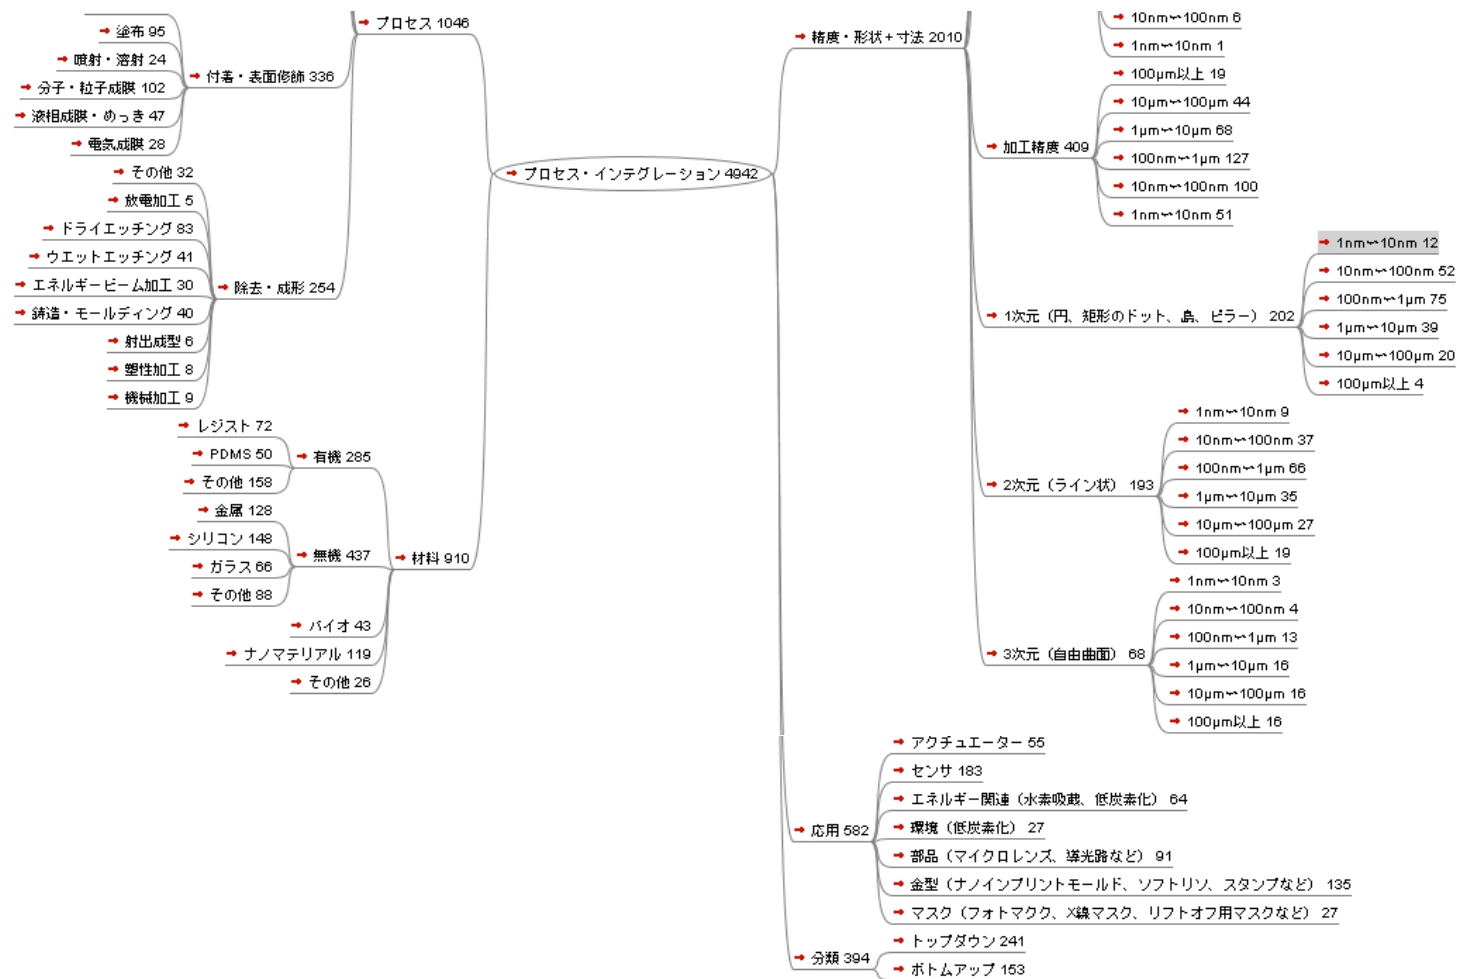 プロセス 1046
塗布 95
噴射・溶射 24
付着・表面修飾 336
分子・粒子成膜 102
液相成膜・めっき 47
電気成膜 28
その他 32
放電加工 5
ドライエッチング 83
ウエットエッチング 41
エネルギービーム加工 30
除去・成形 254
鋳造・モールディング 40
射出成型 6
塑性加工 8
機械加工 9
レジスト 72
PDMS 50
有機 285
その他 158
金属 128
シリコン 148
無機 437
材料 910
ガラス 66
その他 88
バイオ 43
ナノマテリアル 119
その他 26
プロセス・インテグレーション 4942
精度・形状+寸法 2010
10nm~100nm 6
1nm~10nm 1
100μm以上 19
10μm~100μm 44
1μm~10μm 68
加工精度 409
100nm~1μm 127
10nm~100nm 100
1nm~10nm 51
1nm~10nm 12
10nm~100nm 52
100nm~1μm 75
1次元（円、矩形のドット、島、ピラー） 202
1μm~10μm 39
10μm~100μm 20
100μm以上 4
1nm~10nm 9
10nm~100nm 37
100nm~1μm 66
2次元（ライン状） 193
1μm~10μm 35
10μm~100μm 27
100μm以上 19
1nm~10nm 3
10nm~100nm 4
100nm~1μm 13
3次元（自由曲面） 68
1μm~10μm 16
10μm~100μm 16
100μm以上 16
アクチュエーター 55
センサ 183
エネルギー関連（水素吸蔵、低炭素化） 64
応用 582
環境（低炭素化） 27
部品（マイクロレンズ、導光路など） 91
金型（ナノインプリントモールド、ソフトリソ、スタンプなど） 135
マスク（フォトマクク、X線マスク、リフトオフ用マスクなど） 27
分類 394
トップダウン 241
ボトムアップ 153